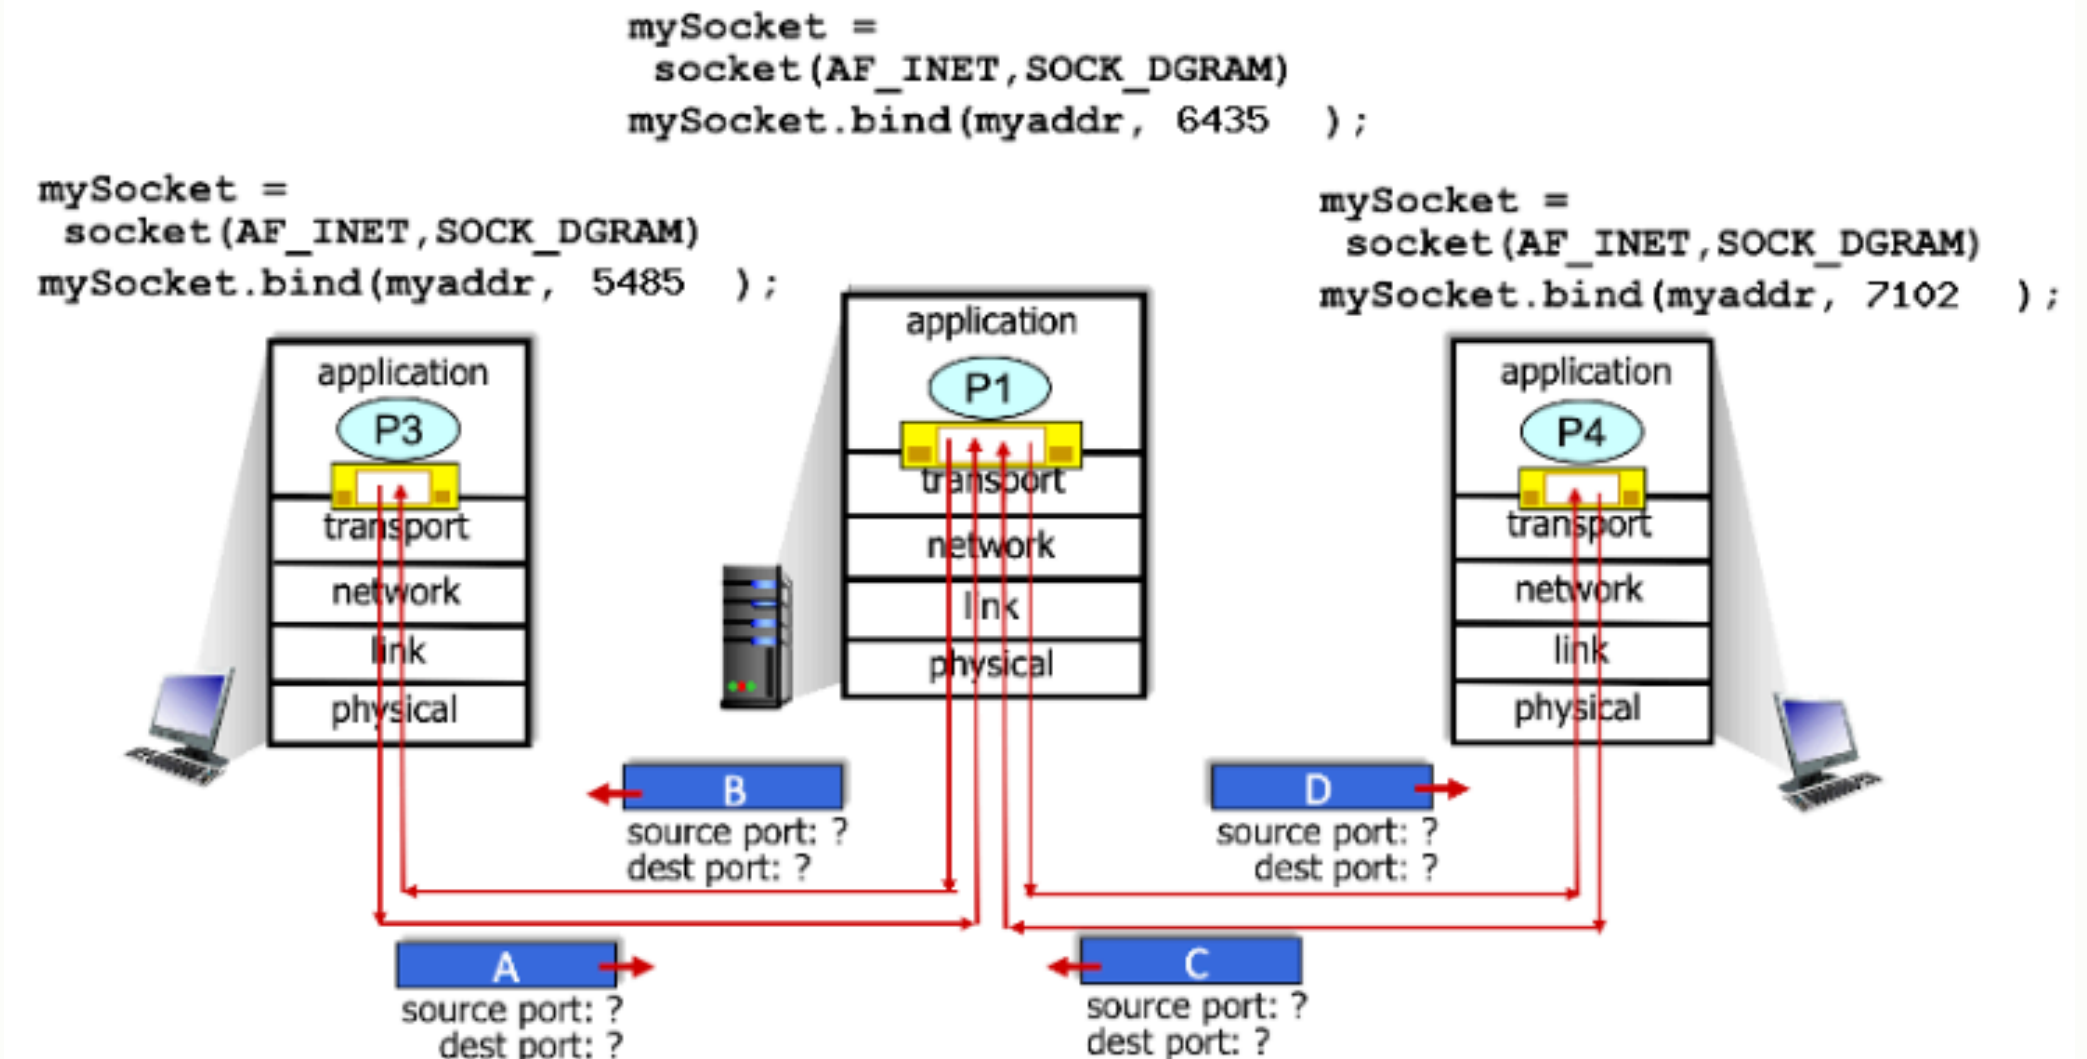 mySocket =
socket(AF_INET,SOCK_DGRAM)
mySocket.bind(myaddr, 6435 );
mySocket =
socket(AF_INET,SOCK_DGRAM)
mySocket.bind(myaddr, 5485 );
mySocket =
socket(AF_INET,SOCK_DGRAM)
mySocket.bind(myaddr, 7102 );
application
P3
transport
network
link
physical
application
P1
transport
network
link
physical
application
P4
transport
network
link
physical
B
source port: ?
dest port: ?
D
source port: ?
dest port: ?
A
source port: ?
dest port: ?
C
source port: ?
dest port: ?